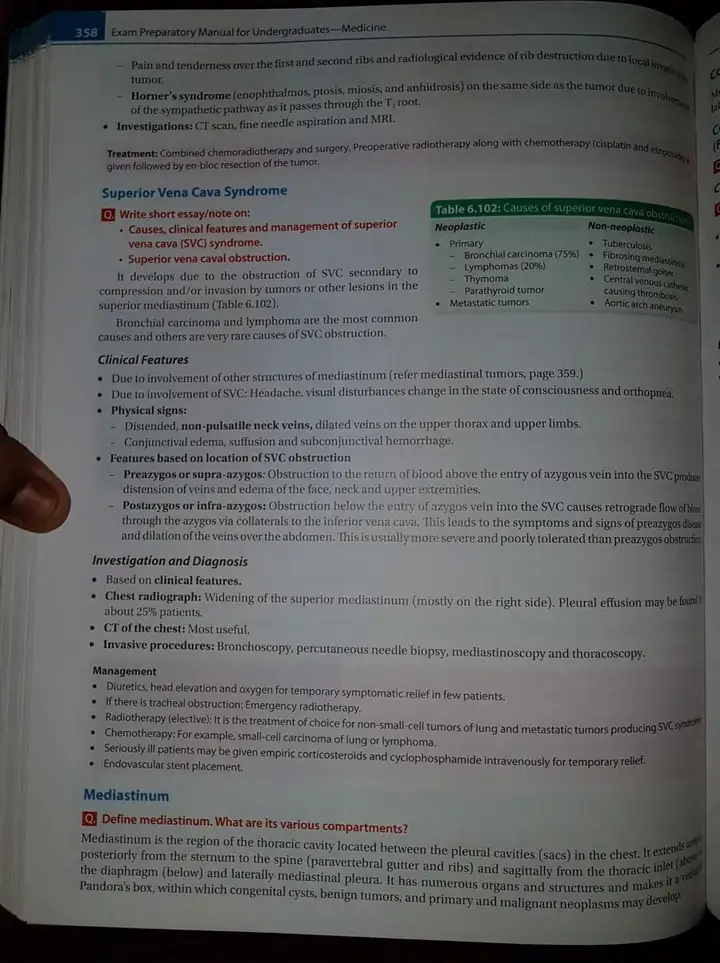 358 Exam Preparatory Manual for Undergraduates—Medicine
– Pain and tenderness over the first and second ribs and radiological evidence of rib destruction due to local
tumor.
– Horner's syndrome (enophthalmos, ptosis, miosis, and anhidrosis) on the same side as the tumor due to involvement
of the sympathetic pathway as it passes through the T1 root.
• Investigations: CT scan, fine needle aspiration and MRI.
Treatment: Combined chemoradiotherapy and surgery. Preoperative radiotherapy along with chemotherapy (cisplatin and etoposide)
given followed by en-bloc resection of the tumor.
Superior Vena Cava Syndrome
Q. Write short essay/note on:
• Causes, clinical features and management of superior
vena cava (SVC) syndrome.
• Superior vena caval obstruction.
It develops due to the obstruction of SVC secondary to
compression and/or invasion by tumors or other lesions in the
superior mediastinum (Table 6.102).
Bronchial carcinoma and lymphoma are the most common
causes and others are very rare causes of SVC obstruction.
Table 6.102: Causes of superior vena cava obstruction
Neoplastic
• Primary
– Bronchial carcinoma (75%)
– Lymphomas (20%)
– Thymoma
– Parathyroid tumor
• Metastatic tumors
Non-neoplastic
• Tuberculosis
• Fibrosing mediastinitis
• Retrosternal goiter
• Central venous catheter,
causing thrombosis
• Aortic arch aneurysm
Clinical Features
• Due to involvement of other structures of mediastinum (refer mediastinal tumors, page 359.)
• Due to involvement of SVC: Headache, visual disturbances change in the state of consciousness and orthopnea.
• Physical signs:
– Distended, non-pulsatile neck veins, dilated veins on the upper thorax and upper limbs.
– Conjunctival edema, suffusion and subconjunctival hemorrhage.
• Features based on location of SVC obstruction
– Preazygos or supra-azygos: Obstruction to the return of blood above the entry of azygous vein into the SVC produces
distension of veins and edema of the face, neck and upper extremities.
– Postazygos or infra-azygos: Obstruction below the entry of azygos vein into the SVC causes retrograde flow of blood
through the azygos via collaterals to the inferior vena cava. This leads to the symptoms and signs of preazygos disease
and dilation of the veins over the abdomen. This is usually more severe and poorly tolerated than preazygos obstruction.
Investigation and Diagnosis
• Based on clinical features.
• Chest radiograph: Widening of the superior mediastinum (mostly on the right side). Pleural effusion may be found
about 25% patients.
• CT of the chest: Most useful.
• Invasive procedures: Bronchoscopy, percutaneous needle biopsy, mediastinoscopy and thoracoscopy.
Management
• Diuretics, head elevation and oxygen for temporary symptomatic relief in few patients.
• If there is tracheal obstruction: Emergency radiotherapy.
• Radiotherapy (elective): It is the treatment of choice for non-small-cell tumors of lung and metastatic tumors producing SVC syndrome
• Chemotherapy: For example, small-cell carcinoma of lung or lymphoma.
• Seriously ill patients may be given empiric corticosteroids and cyclophosphamide intravenously for temporary relief.
• Endovascular stent placement.
Mediastinum
Q. Define mediastinum. What are its various compartments?
Mediastinum is the region of the thoracic cavity located between the pleural cavities (sacs) in the chest. It extends
posteriorly from the sternum to the spine (paravertebral gutter and ribs) and sagittally from the thoracic inlet (above)
the diaphragm (below) and laterally mediastinal pleura. It has numerous organs and structures and makes it a
Pandora's box, within which congenital cysts, benign tumors, and primary and malignant neoplasms may develop.